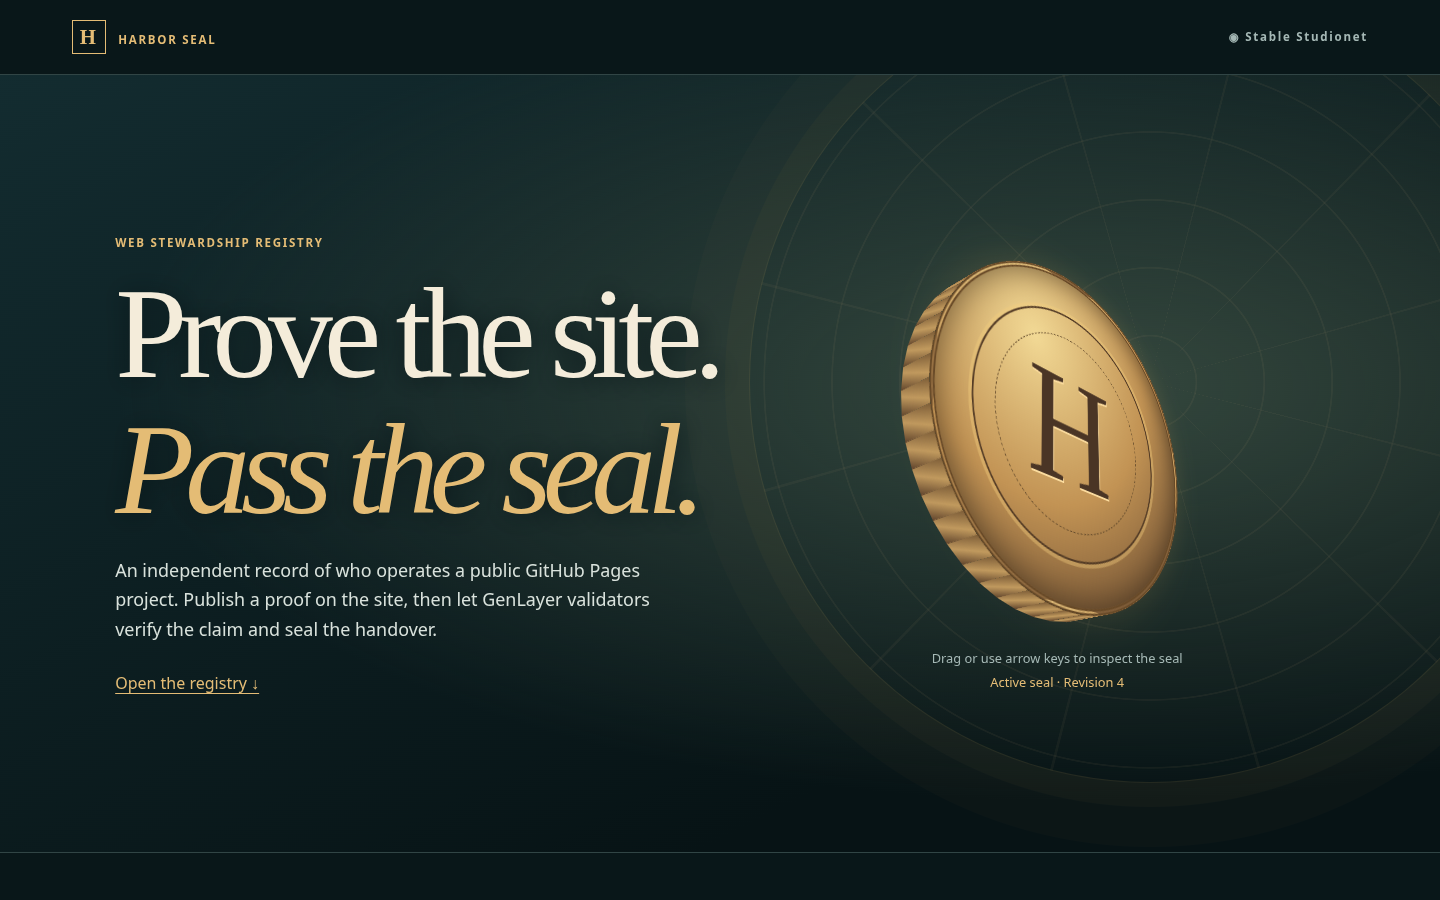 H
HARBOR SEAL
◉ Stable Studionet
WEB STEWARDSHIP REGISTRY
Prove the site.
Pass the seal.
An independent record of who operates a public GitHub Pages
project. Publish a proof on the site, then let GenLayer validators
verify the claim and seal the handover.
Open the registry ↓
H
Drag or use arrow keys to inspect the seal
Active seal · Revision 4